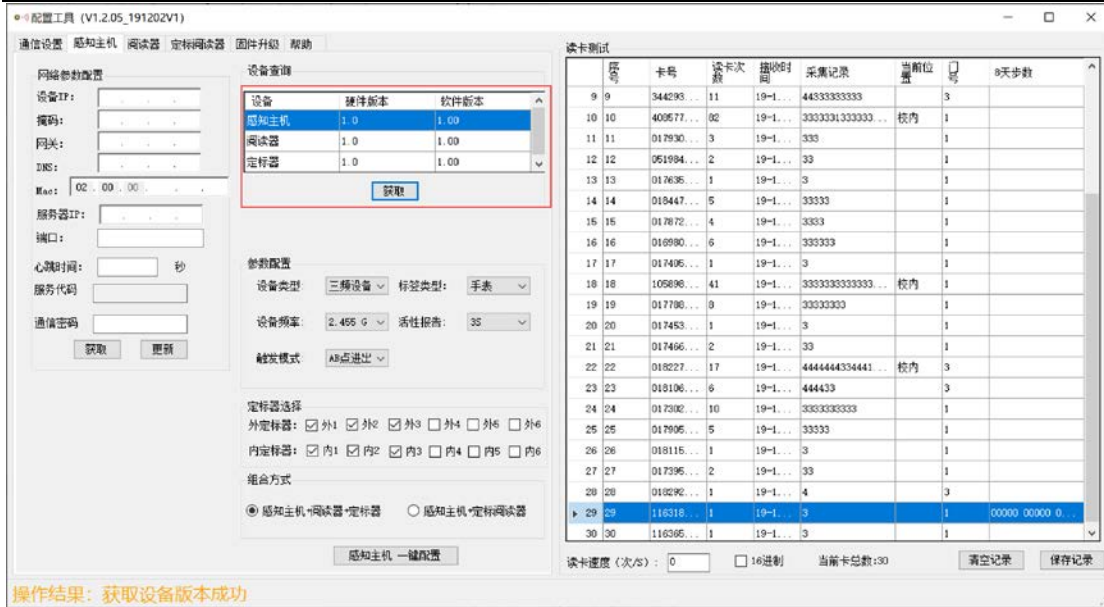 配置工具 (V1.2.05_191202V1)
通信设置 感知主机 阅读器 定标阅读器 固件升级 帮助
网络参数配置
设备IP:
掩码:
网关:
DNS:
Mac: 02 . 00 . 00 .
服务器IP:
端口:
心跳时间: 秒
服务代码
通信密码
获取 更新
设备查询
设备 硬件版本 软件版本
感知主机 1.0 1.00
阅读器 1.0 1.00
定标器 1.0 1.00
获取
参数配置
设备类型 三频设备 标签类型: 手表
设备频率: 2.455 G 活性报告: 3S
触发模式 AB点进出
定标器选择
外定标器: 外1 外2 外3 外4 外5 外6
内定标器: 内1 内2 内3 内4 内5 内6
组合方式
感知主机+阅读器+定标器 感知主机+定标阅读器
感知主机 一键配置
读卡测试
序号 卡号 读卡次数 接收时间 采集记录 当前位置 门号 8天步数
9 9 344293... 11 19-1... 44333333333 3
10 10 408577... 82 19-1... 3333331333333... 校内 1
11 11 017930... 3 19-1... 333 1
12 12 051984... 2 19-1... 33 1
13 13 017635... 1 19-1... 3 1
14 14 018447... 5 19-1... 33333 1
15 15 017872... 4 19-1... 3333 1
16 16 016980... 6 19-1... 333333 1
17 17 017405... 1 19-1... 3 1
18 18 105898... 41 19-1... 3333333333333... 校内 1
19 19 017788... 8 19-1... 33333333 1
20 20 017453... 1 19-1... 3 1
21 21 017466... 2 19-1... 33 1
22 22 018227... 17 19-1... 4444444334441... 校内 3
23 23 018106... 6 19-1... 444433 3
24 24 017302... 10 19-1... 3333333333 1
25 25 017905... 5 19-1... 33333 1
26 26 018115... 1 19-1... 3 1
27 27 017395... 2 19-1... 33 1
28 28 018292... 1 19-1... 4 3
29 29 116318... 1 19-1... 3 1 00000 00000 0...
30 30 116365... 1 19-1... 3 1
读卡速度 (次/S) : 0 16进制 当前卡总数:30 清空记录 保存记录
操作结果: 获取设备版本成功